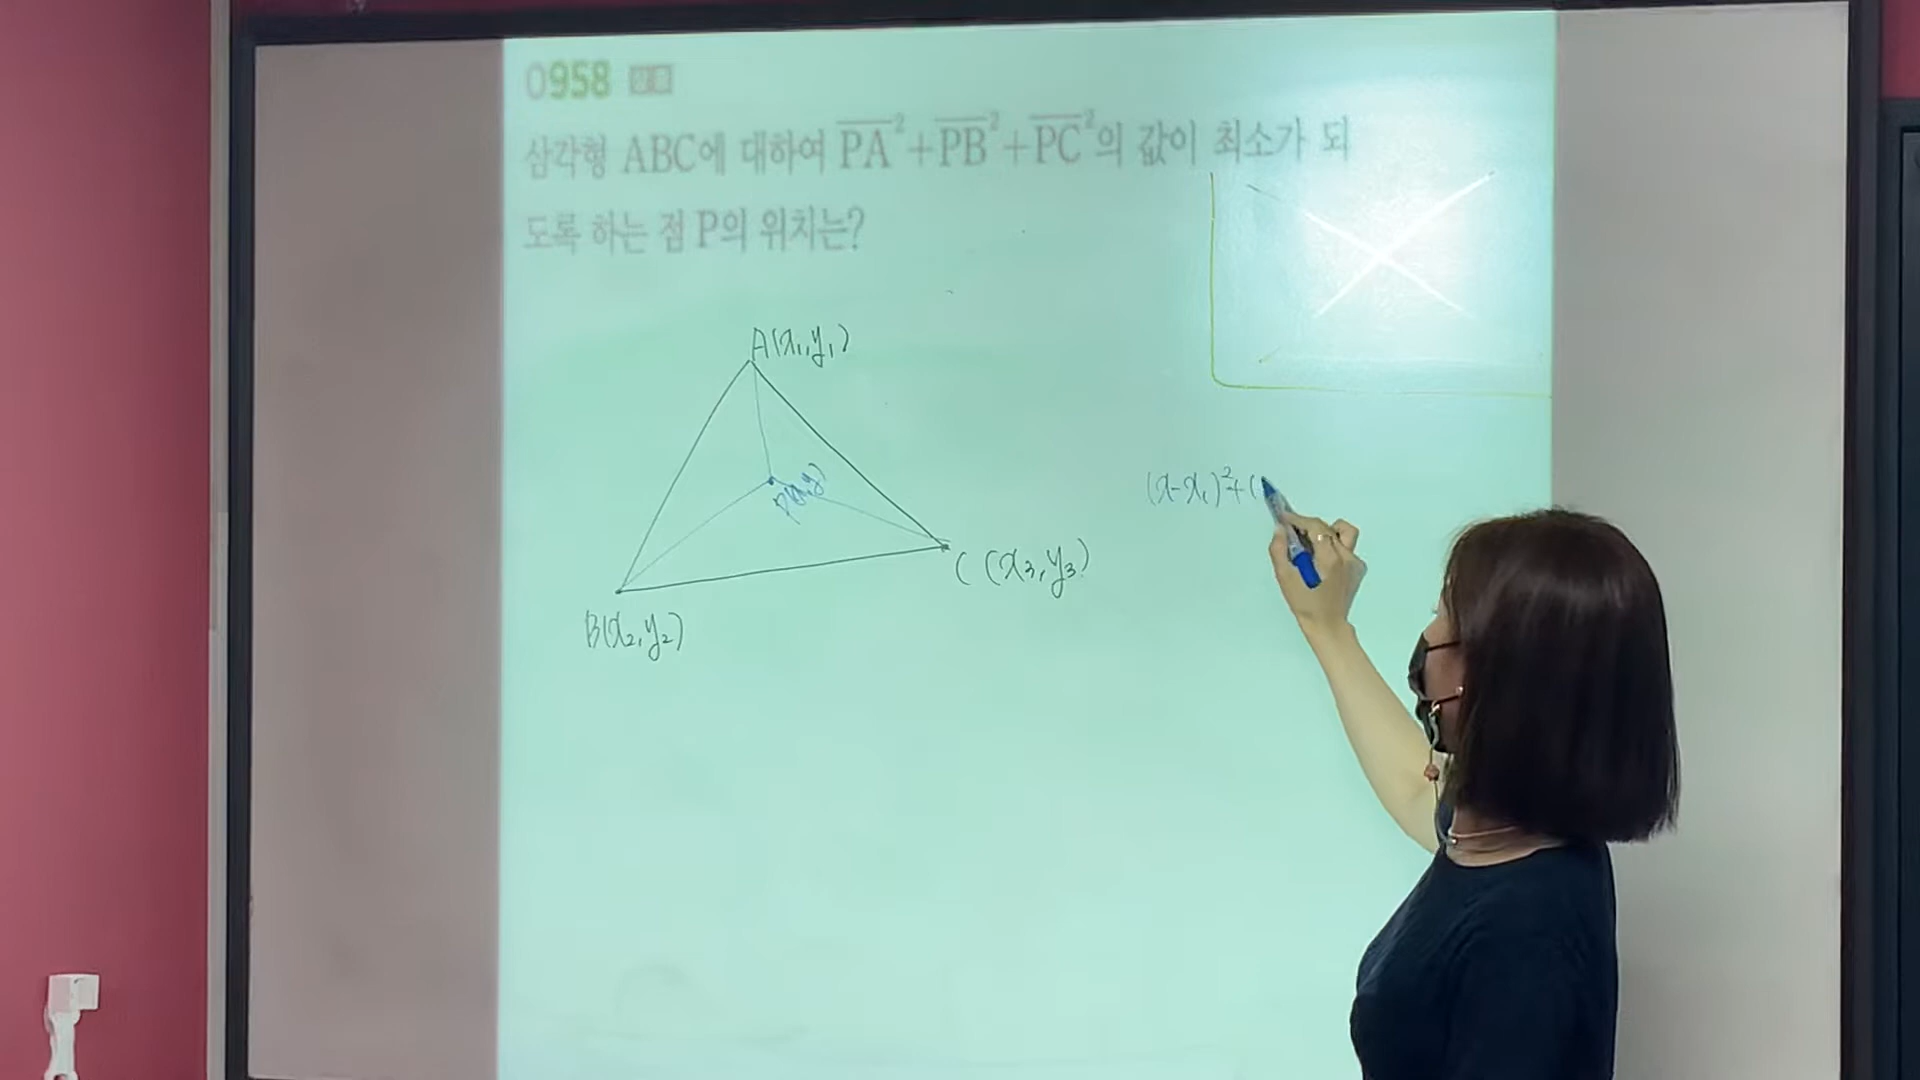 0958
삼각형 ABC에 대하여 PA²+PB²+PC²의 값이 최소가 되
도록 하는 점 P의 위치는?
A(x₁,y₁)
(x-x₁)²+(
P(x,y)
C (x₃,y₃)
B(x₂,y₂)